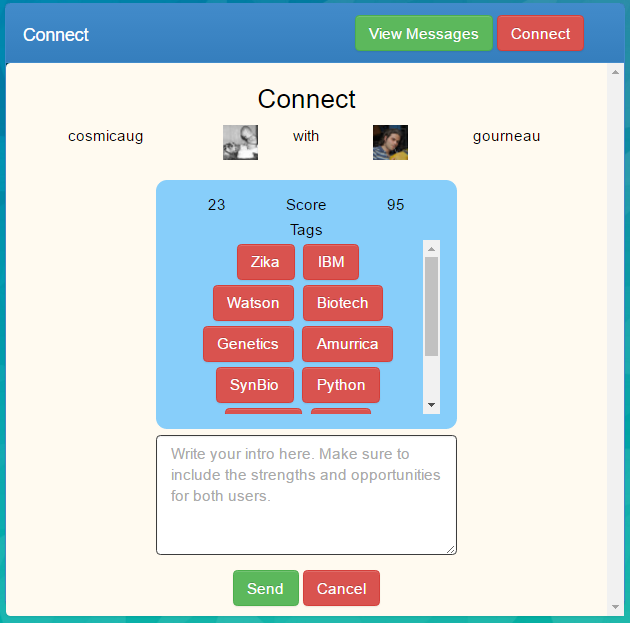 Connect View Messages Connect
Connect
cosmicaug with gourneau
23 Score 95
Tags
Zika IBM
Watson Biotech
Genetics Amurrica
SynBio Python
Write your intro here. Make sure to
include the strengths and opportunities
for both users.
Send Cancel